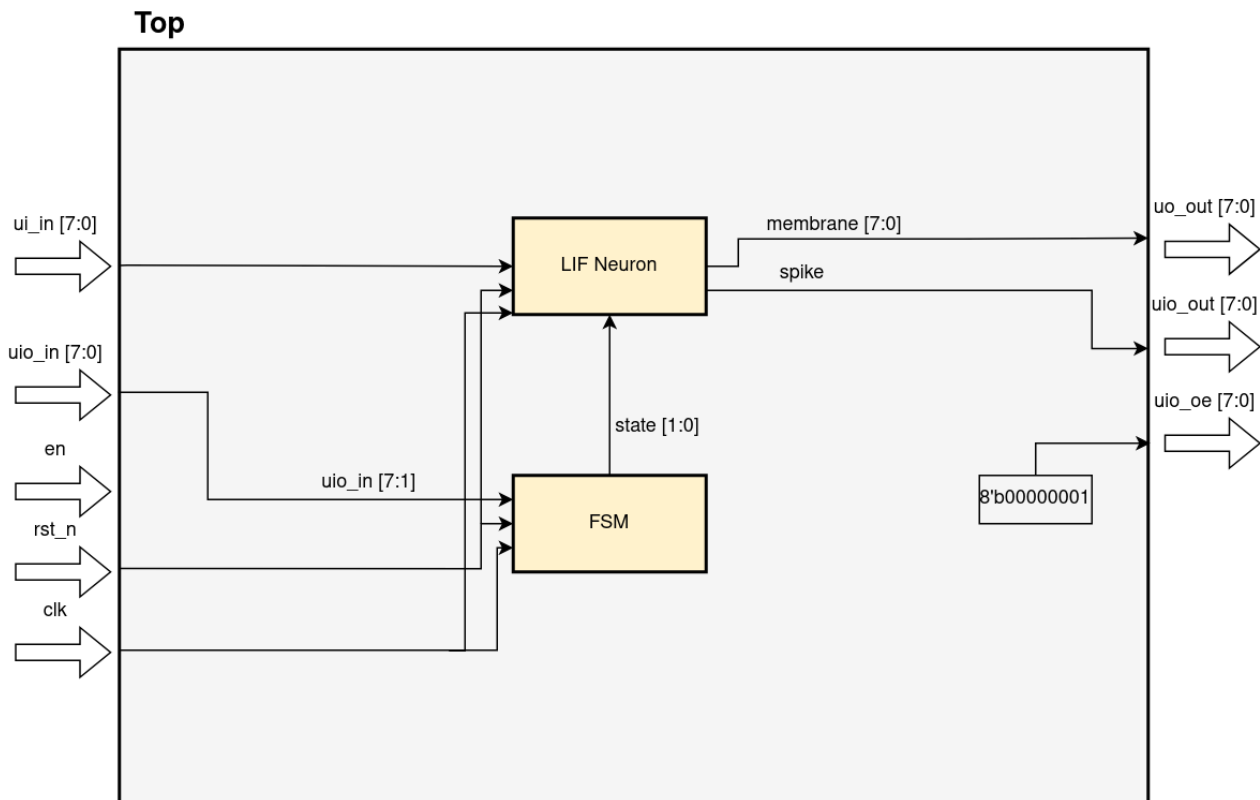 Top
ui_in [7:0]
uio_in [7:0]
en
rst_n
clk
LIF Neuron
membrane [7:0]
spike
state [1:0]
uio_in [7:1]
FSM
8'b00000001
uo_out [7:0]
uio_out [7:0]
uio_oe [7:0]